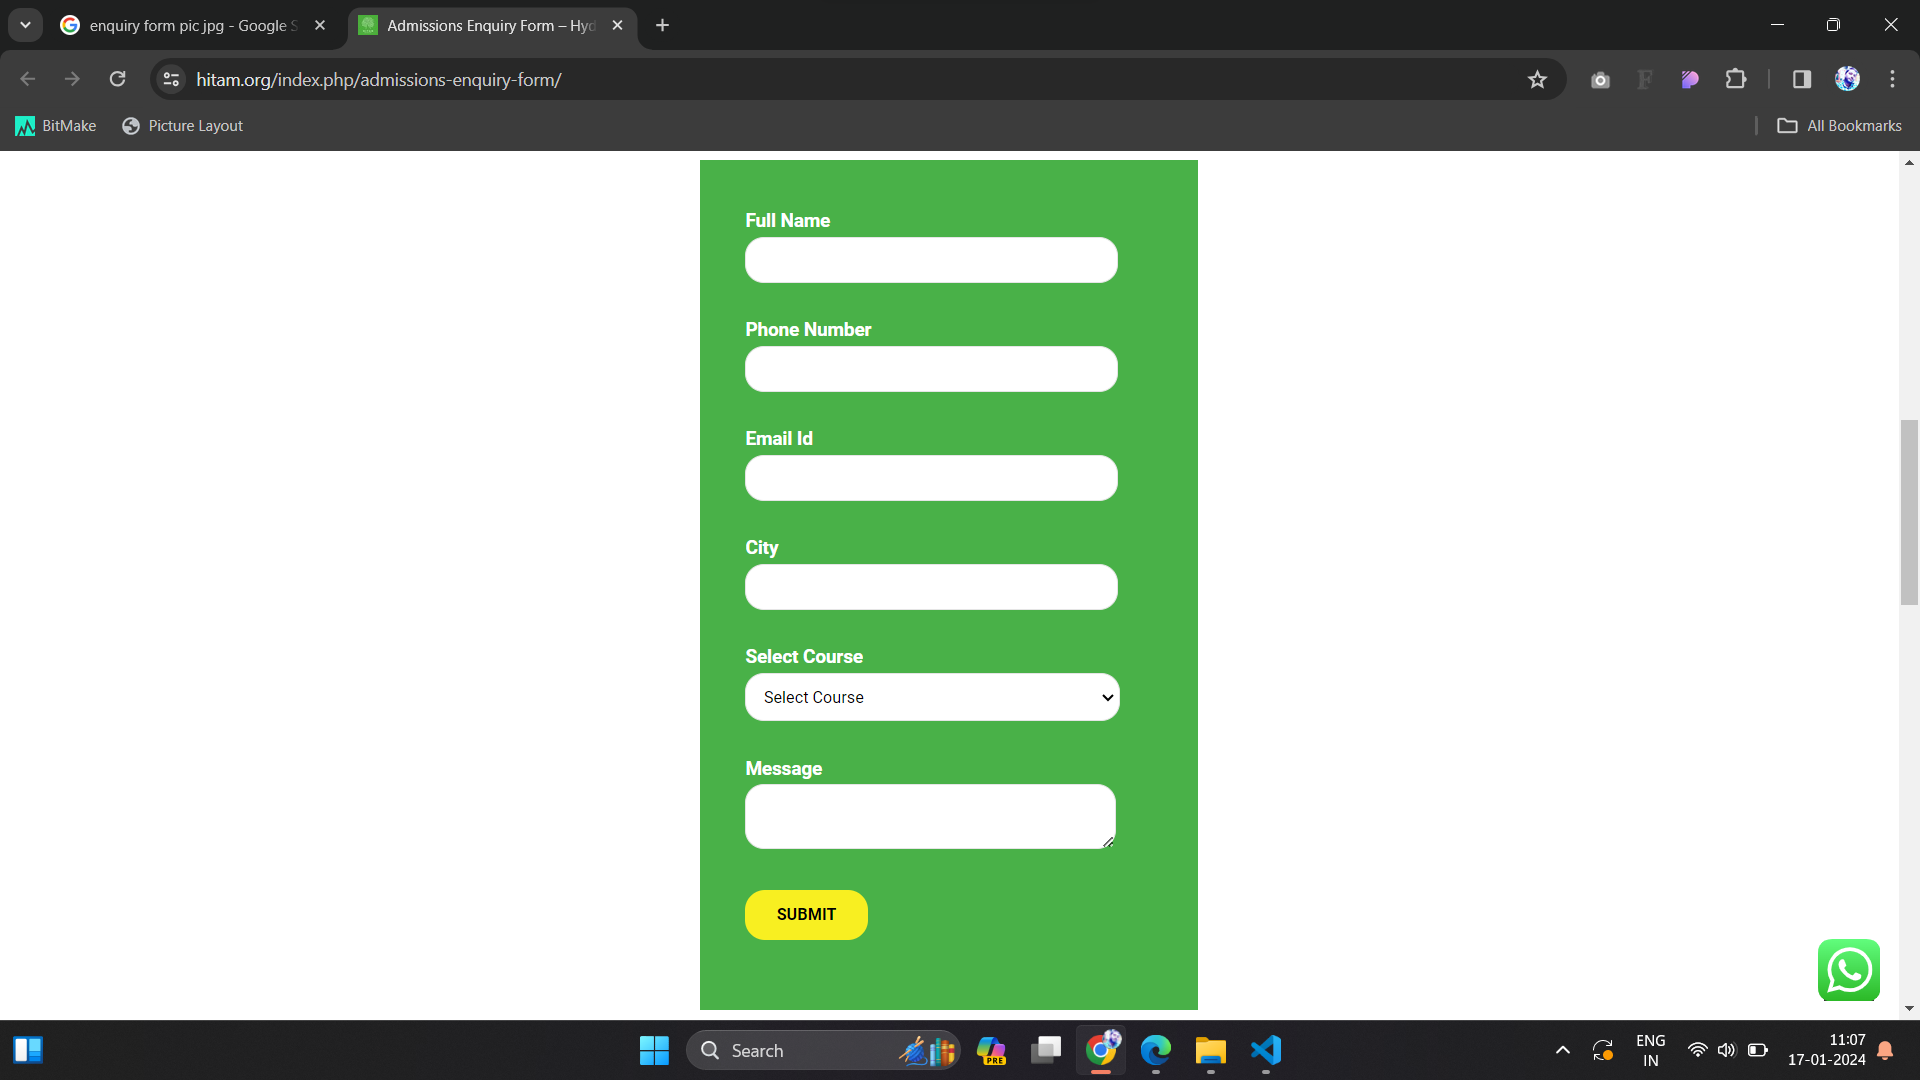 enquiry form pic jpg - Google S
Admissions Enquiry Form – Hyd
hitam.org/index.php/admissions-enquiry-form/
BitMake
Picture Layout
All Bookmarks
Full Name
Phone Number
Email Id
City
Select Course
Select Course
Message
SUBMIT
Search
PRE
ENG
IN
11:07
17-01-2024